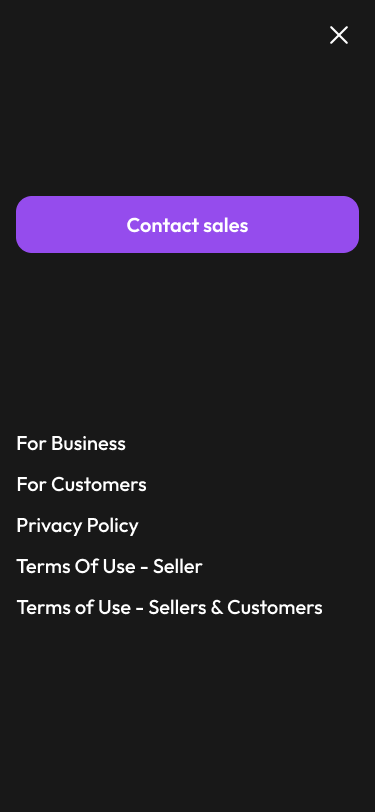 Contact sales
For Business
For Customers
Privacy Policy
Terms Of Use - Seller
Terms of Use - Sellers & Customers